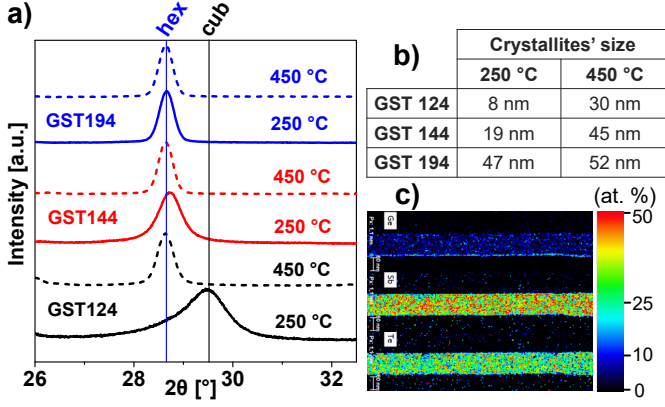 a)
hex
cub
450 °C
GST194
250 °C
450 °C
GST144
250 °C
450 °C
GST124
250 °C
Intensity [a.u.]
26 28 30 32
2θ [°]
b)
Crystallites' size
250 °C 450 °C
GST 124 8 nm 30 nm
GST 144 19 nm 45 nm
GST 194 47 nm 52 nm
c)
(at. %)
Ge
Sb
Te
50
25
10
0